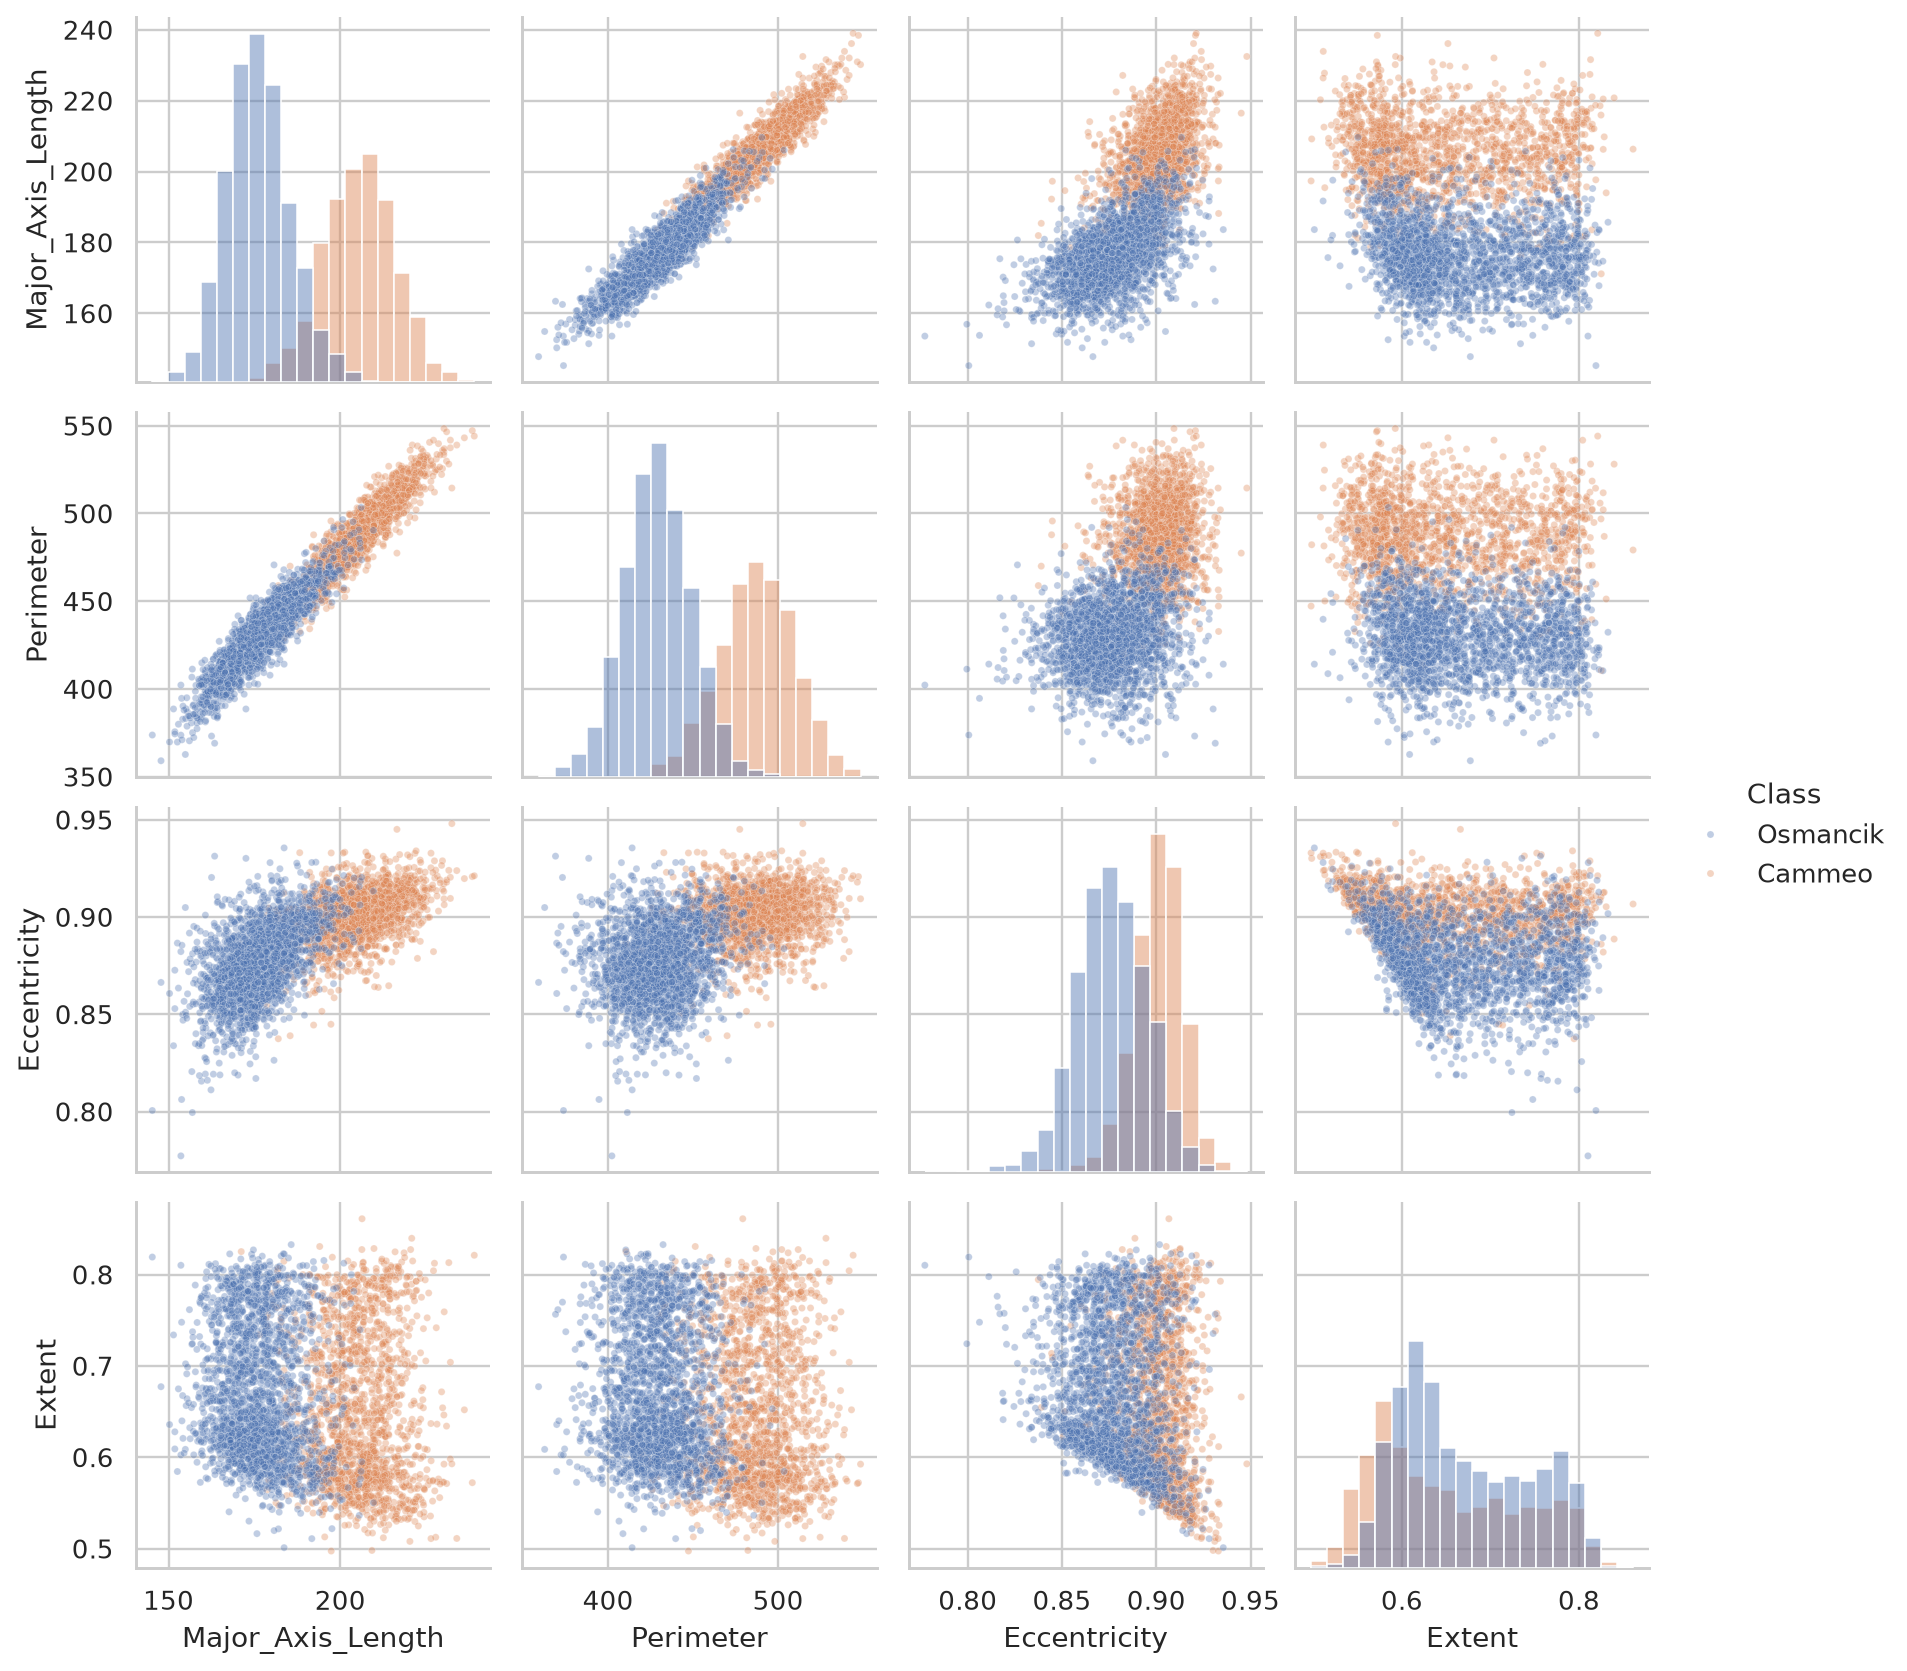 240
220
200
180
160
Major_Axis_Length
550
500
450
400
350
Perimeter
0.95
0.90
0.85
0.80
Eccentricity
0.8
0.7
0.6
0.5
Extent
150 200
Major_Axis_Length
400 500
Perimeter
0.80 0.85 0.90 0.95
Eccentricity
0.6 0.8
Extent
Class
Osmancik
Cammeo